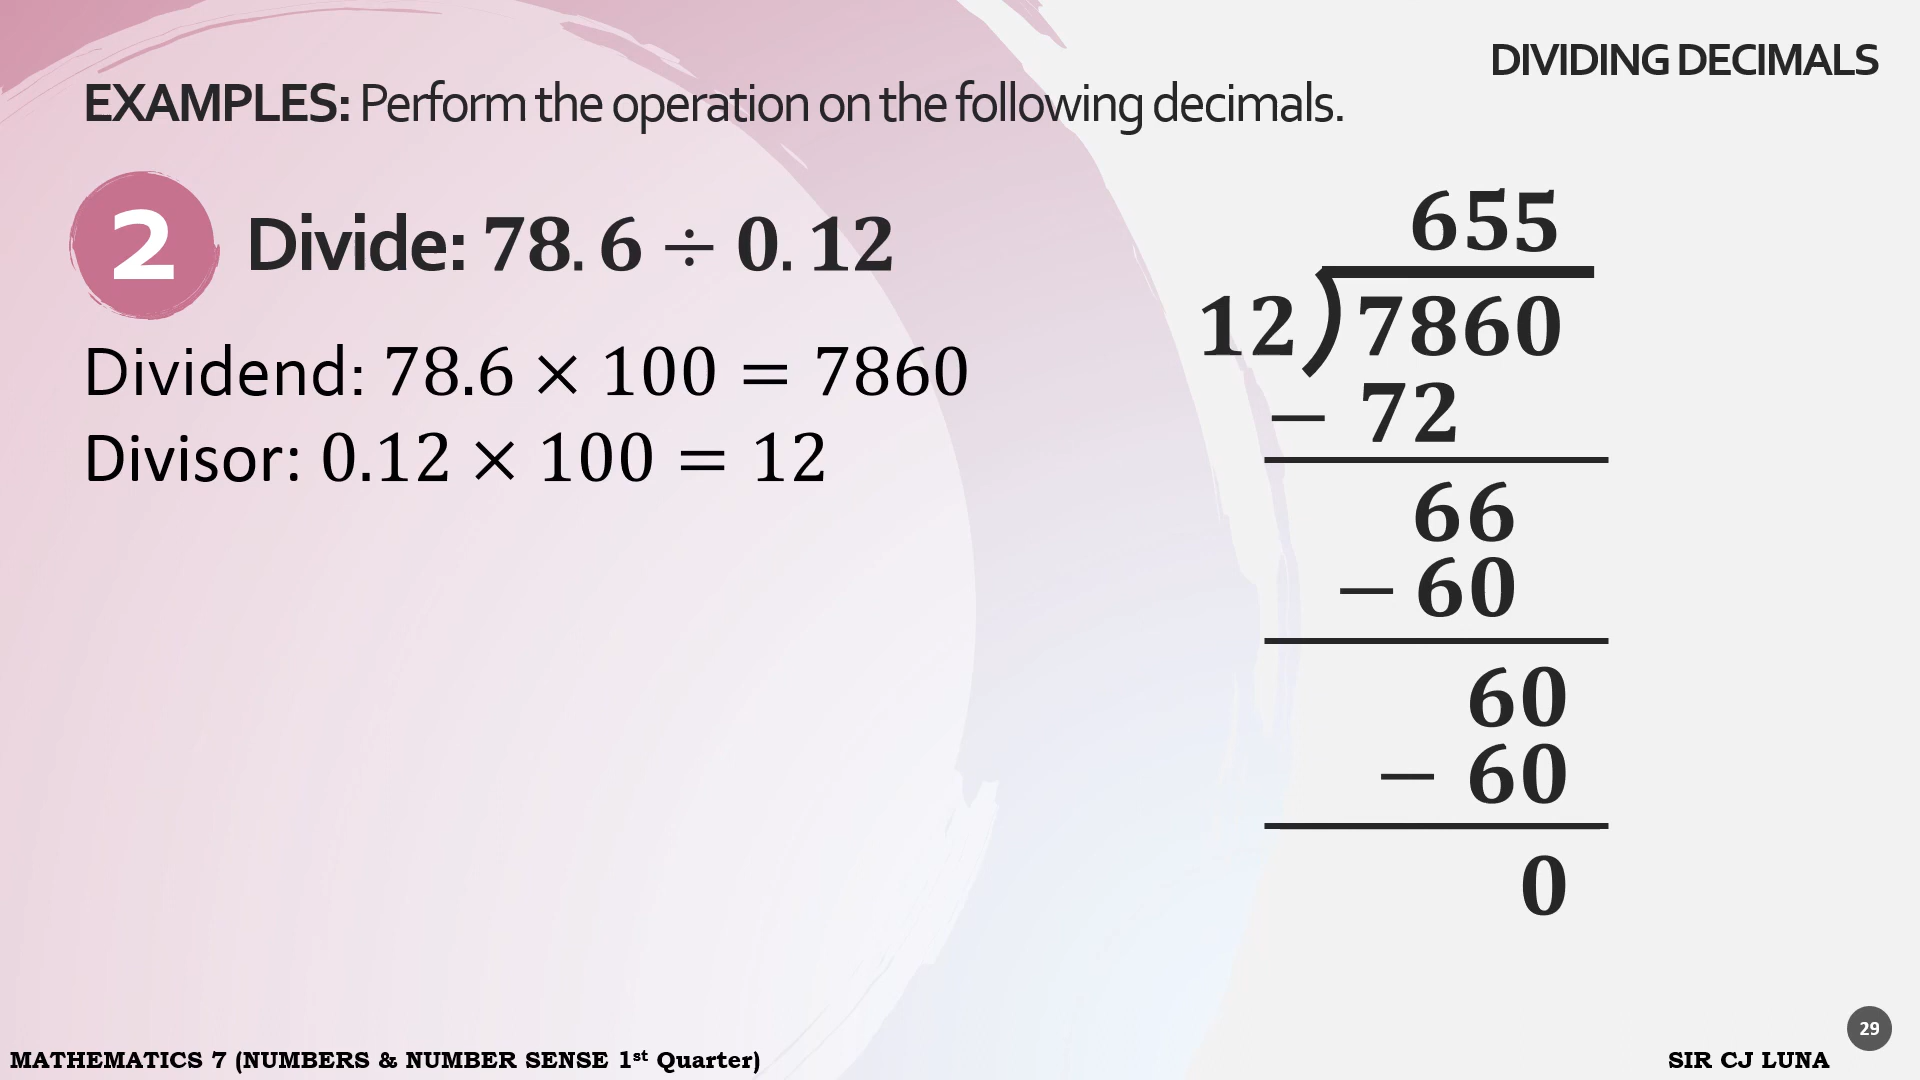 DIVIDING DECIMALS
EXAMPLES: Perform the operation on the following decimals.
2
Divide: 78.6 ÷ 0.12
Dividend: 78.6 × 100 = 7860
Divisor: 0.12 × 100 = 12
655
12 ) 7860
− 72
66
− 60
60
− 60
0
29
MATHEMATICS 7 (NUMBERS & NUMBER SENSE 1st Quarter)
SIR CJ LUNA